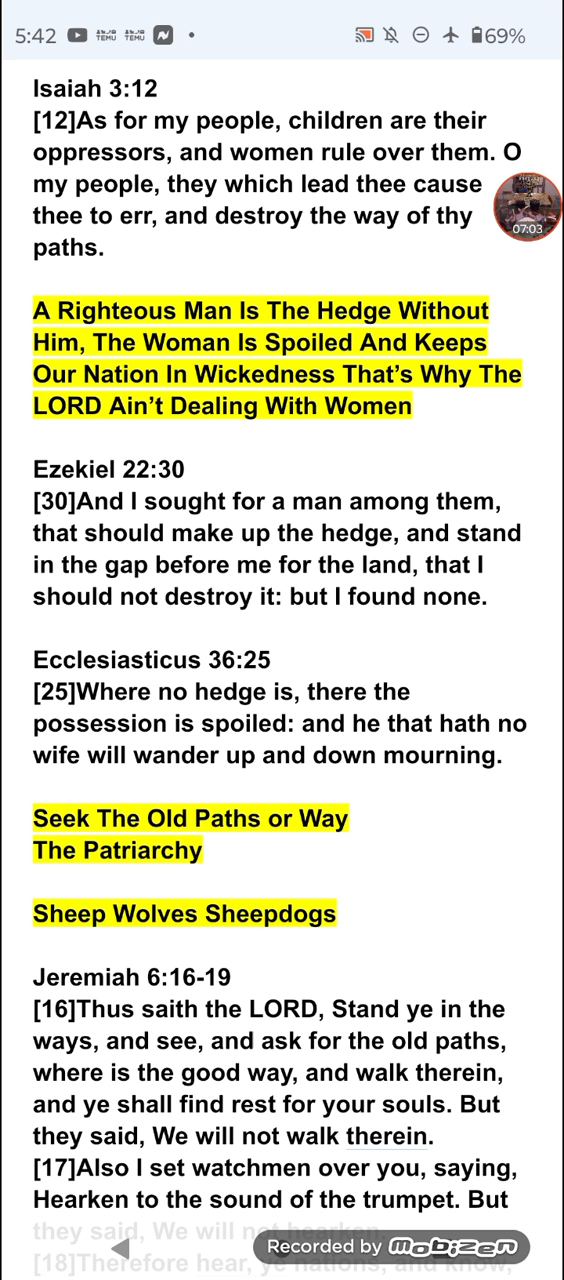 5:42 TEMU TEMU 69%
Isaiah 3:12
[12]As for my people, children are their
oppressors, and women rule over them. O
my people, they which lead thee cause
thee to err, and destroy the way of thy
paths.
07:03
A Righteous Man Is The Hedge Without
Him, The Woman Is Spoiled And Keeps
Our Nation In Wickedness That’s Why The
LORD Ain’t Dealing With Women
Ezekiel 22:30
[30]And I sought for a man among them,
that should make up the hedge, and stand
in the gap before me for the land, that I
should not destroy it: but I found none.
Ecclesiasticus 36:25
[25]Where no hedge is, there the
possession is spoiled: and he that hath no
wife will wander up and down mourning.
Seek The Old Paths or Way
The Patriarchy
Sheep Wolves Sheepdogs
Jeremiah 6:16-19
[16]Thus saith the LORD, Stand ye in the
ways, and see, and ask for the old paths,
where is the good way, and walk therein,
and ye shall find rest for your souls. But
they said, We will not walk therein.
[17]Also I set watchmen over you, saying,
Hearken to the sound of the trumpet. But
they said, We will not hearken.
[18]Therefore hear, ye nations, and know,
Recorded by Mobizen